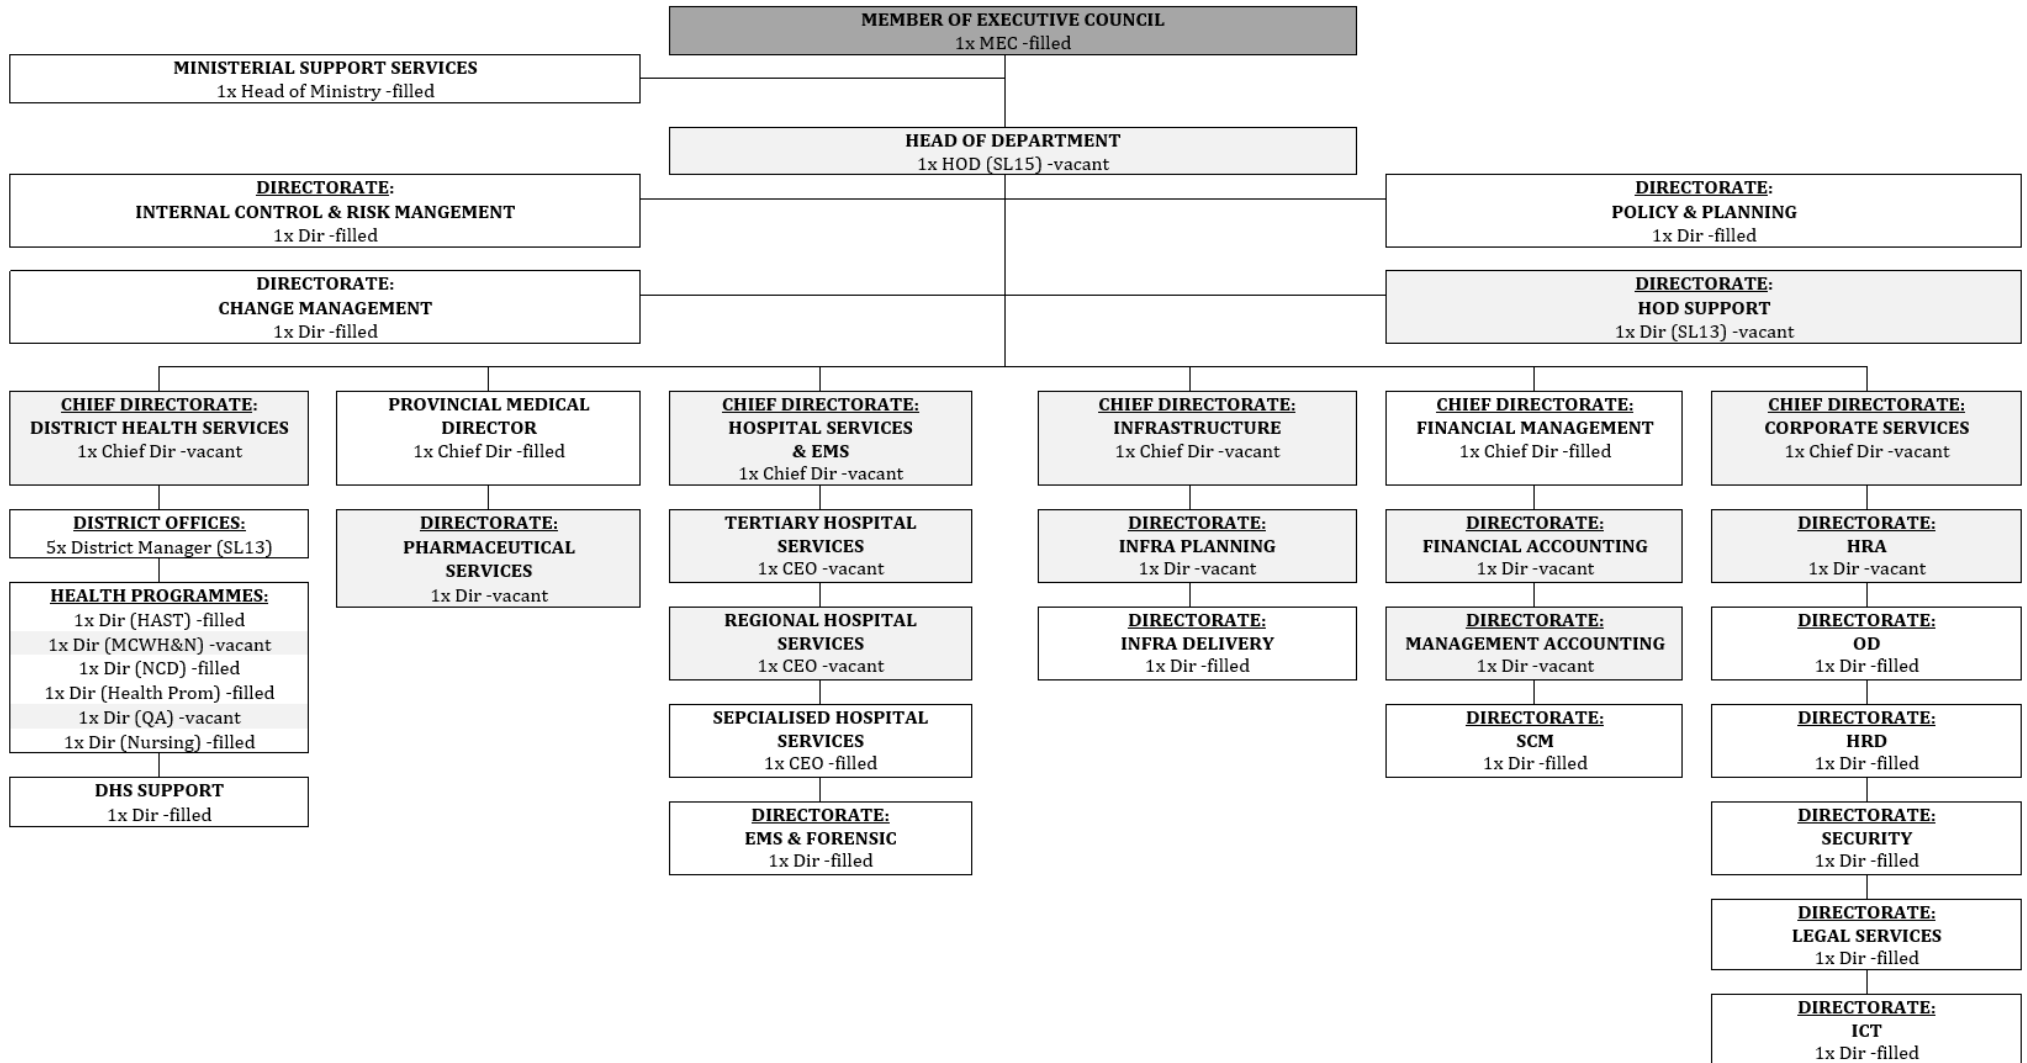 MEMBER OF EXECUTIVE COUNCIL
1x MEC -filled
MINISTERIAL SUPPORT SERVICES
1x Head of Ministry -filled
HEAD OF DEPARTMENT
1x HOD (SL15) -vacant
DIRECTORATE:
INTERNAL CONTROL & RISK MANGEMENT
1x Dir -filled
DIRECTORATE:
POLICY & PLANNING
1x Dir -filled
DIRECTORATE:
CHANGE MANAGEMENT
1x Dir -filled
DIRECTORATE:
HOD SUPPORT
1x Dir (SL13) -vacant
CHIEF DIRECTORATE:
DISTRICT HEALTH SERVICES
1x Chief Dir -vacant
DISTRICT OFFICES:
5x District Manager (SL13)
HEALTH PROGRAMMES:
1x Dir (HAST) -filled
1x Dir (MCWH&N) -vacant
1x Dir (NCD) -filled
1x Dir (Health Prom) -filled
1x Dir (QA) -vacant
1x Dir (Nursing) -filled
DHS SUPPORT
1x Dir -filled
PROVINCIAL MEDICAL
DIRECTOR
1x Chief Dir -filled
DIRECTORATE:
PHARMACEUTICAL
SERVICES
1x Dir -vacant
CHIEF DIRECTORATE:
HOSPITAL SERVICES
& EMS
1x Chief Dir -vacant
TERTIARY HOSPITAL
SERVICES
1x CEO -vacant
REGIONAL HOSPITAL
SERVICES
1x CEO -vacant
SEPCIALISED HOSPITAL
SERVICES
1x CEO -filled
DIRECTORATE:
EMS & FORENSIC
1x Dir -filled
CHIEF DIRECTORATE:
INFRASTRUCTURE
1x Chief Dir -vacant
DIRECTORATE:
INFRA PLANNING
1x Dir -vacant
DIRECTORATE:
INFRA DELIVERY
1x Dir -filled
CHIEF DIRECTORATE:
FINANCIAL MANAGEMENT
1x Chief Dir -filled
DIRECTORATE:
FINANCIAL ACCOUNTING
1x Dir -vacant
DIRECTORATE:
MANAGEMENT ACCOUNTING
1x Dir -vacant
DIRECTORATE:
SCM
1x Dir -filled
CHIEF DIRECTORATE:
CORPORATE SERVICES
1x Chief Dir -vacant
DIRECTORATE:
HRA
1x Dir -vacant
DIRECTORATE:
OD
1x Dir -filled
DIRECTORATE:
HRD
1x Dir -filled
DIRECTORATE:
SECURITY
1x Dir -filled
DIRECTORATE:
LEGAL SERVICES
1x Dir -filled
DIRECTORATE:
ICT
1x Dir -filled